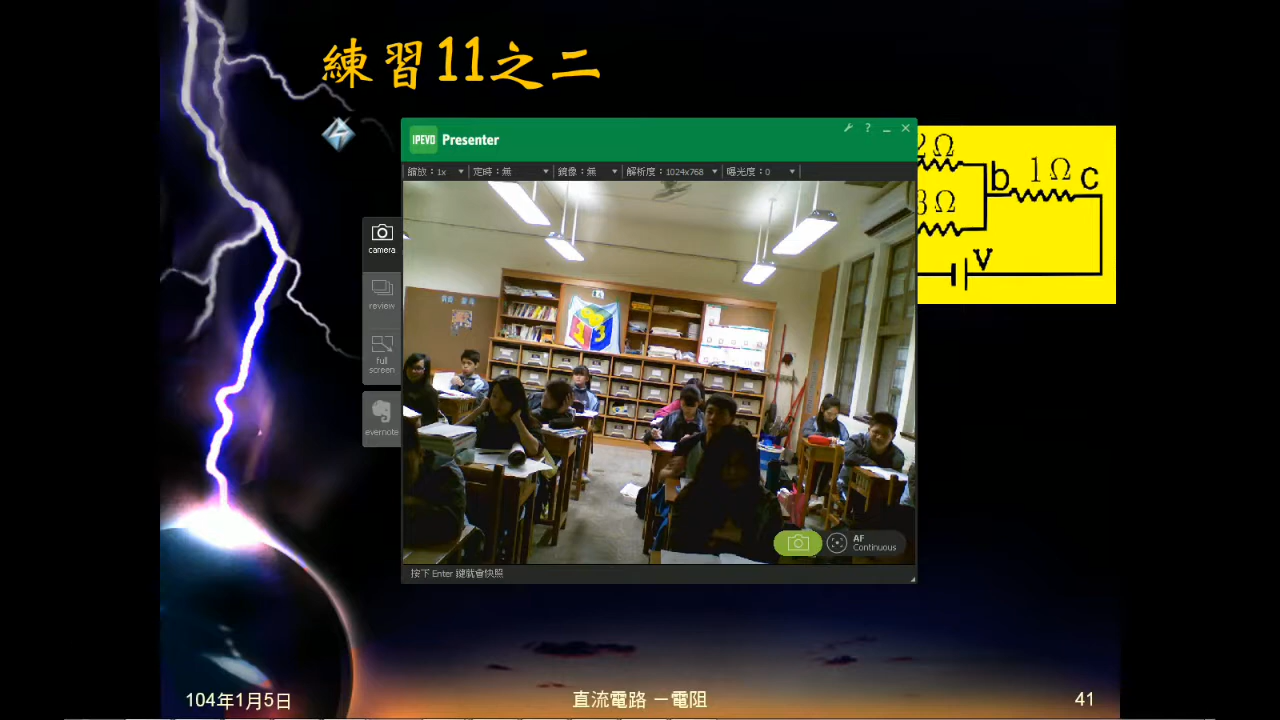 練習11之二
IPEVO Presenter
縮放：1x 定時：無 鏡像：無 解析度：1024x768 曝光度：0
camera
review
full
screen
evernote
AF
Continuous
按下 Enter 鍵就會快照
2Ω
b 1Ω c
3Ω
V
104年1月5日 直流電路 －電阻 41